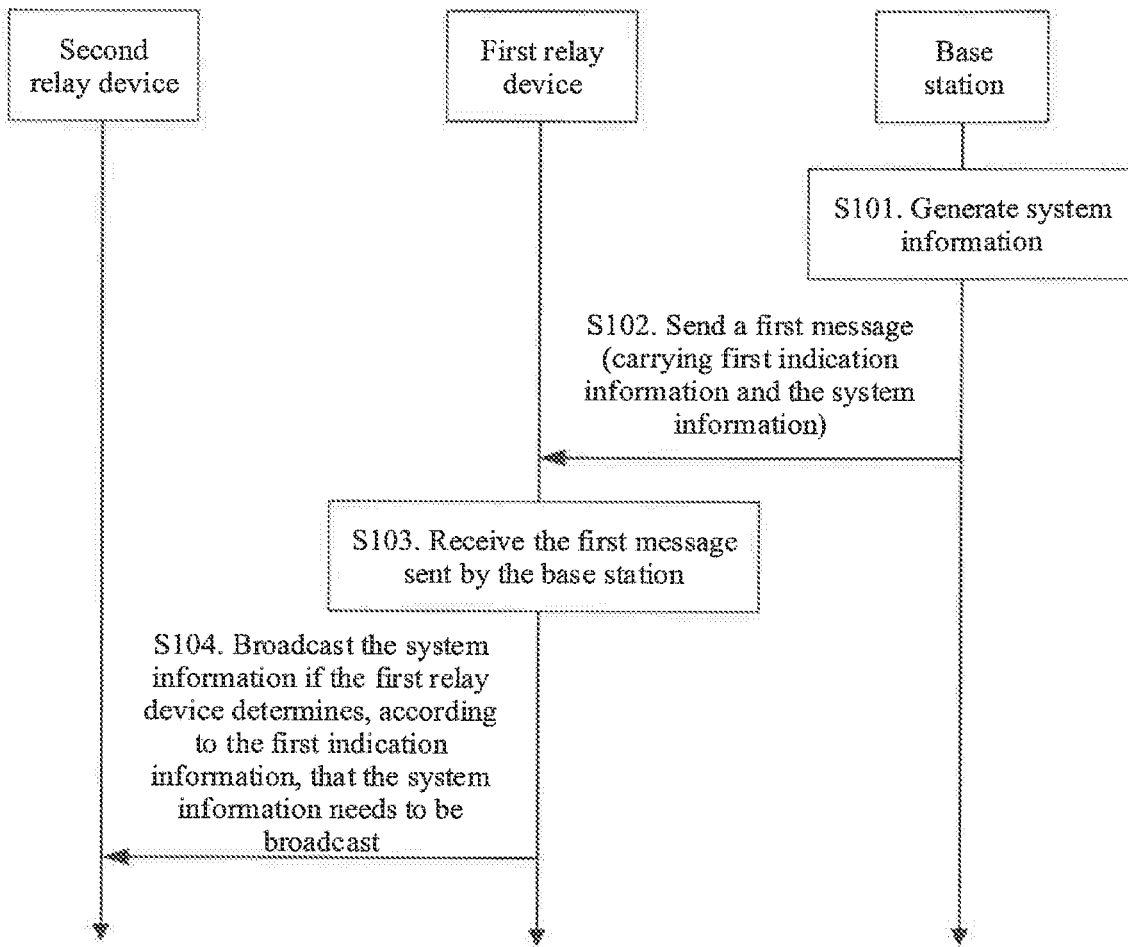 Second
relay device
First relay
device
Base
station
S101. Generate system
information
S102. Send a first message
(carrying first indication
information and the system
information)
S103. Receive the first message
sent by the base station
S104. Broadcast the system
information if the first relay
device determines, according
to the first indication
information, that the system
information needs to be
broadcast